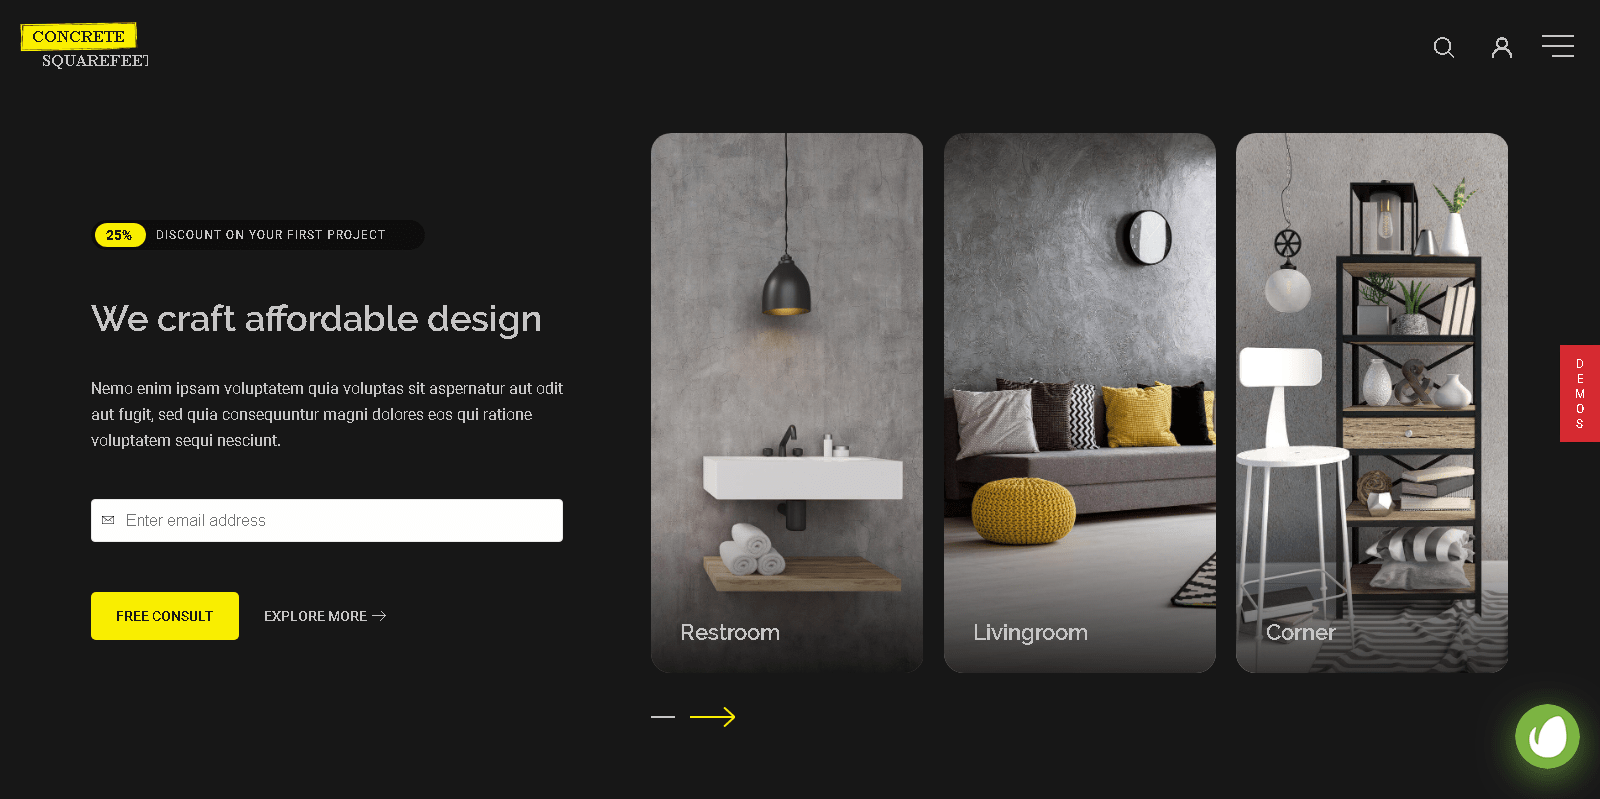 CONCRETE
SQUAREFEET
25% DISCOUNT ON YOUR FIRST PROJECT
We craft affordable design
Nemo enim ipsam voluptatem quia voluptas sit aspernatur aut odit
aut fugit, sed quia consequuntur magni dolores eos qui ratione
voluptatem sequi nesciunt.
Enter email address
FREE CONSULT
EXPLORE MORE
Restroom
Livingroom
Corner
DEMOS